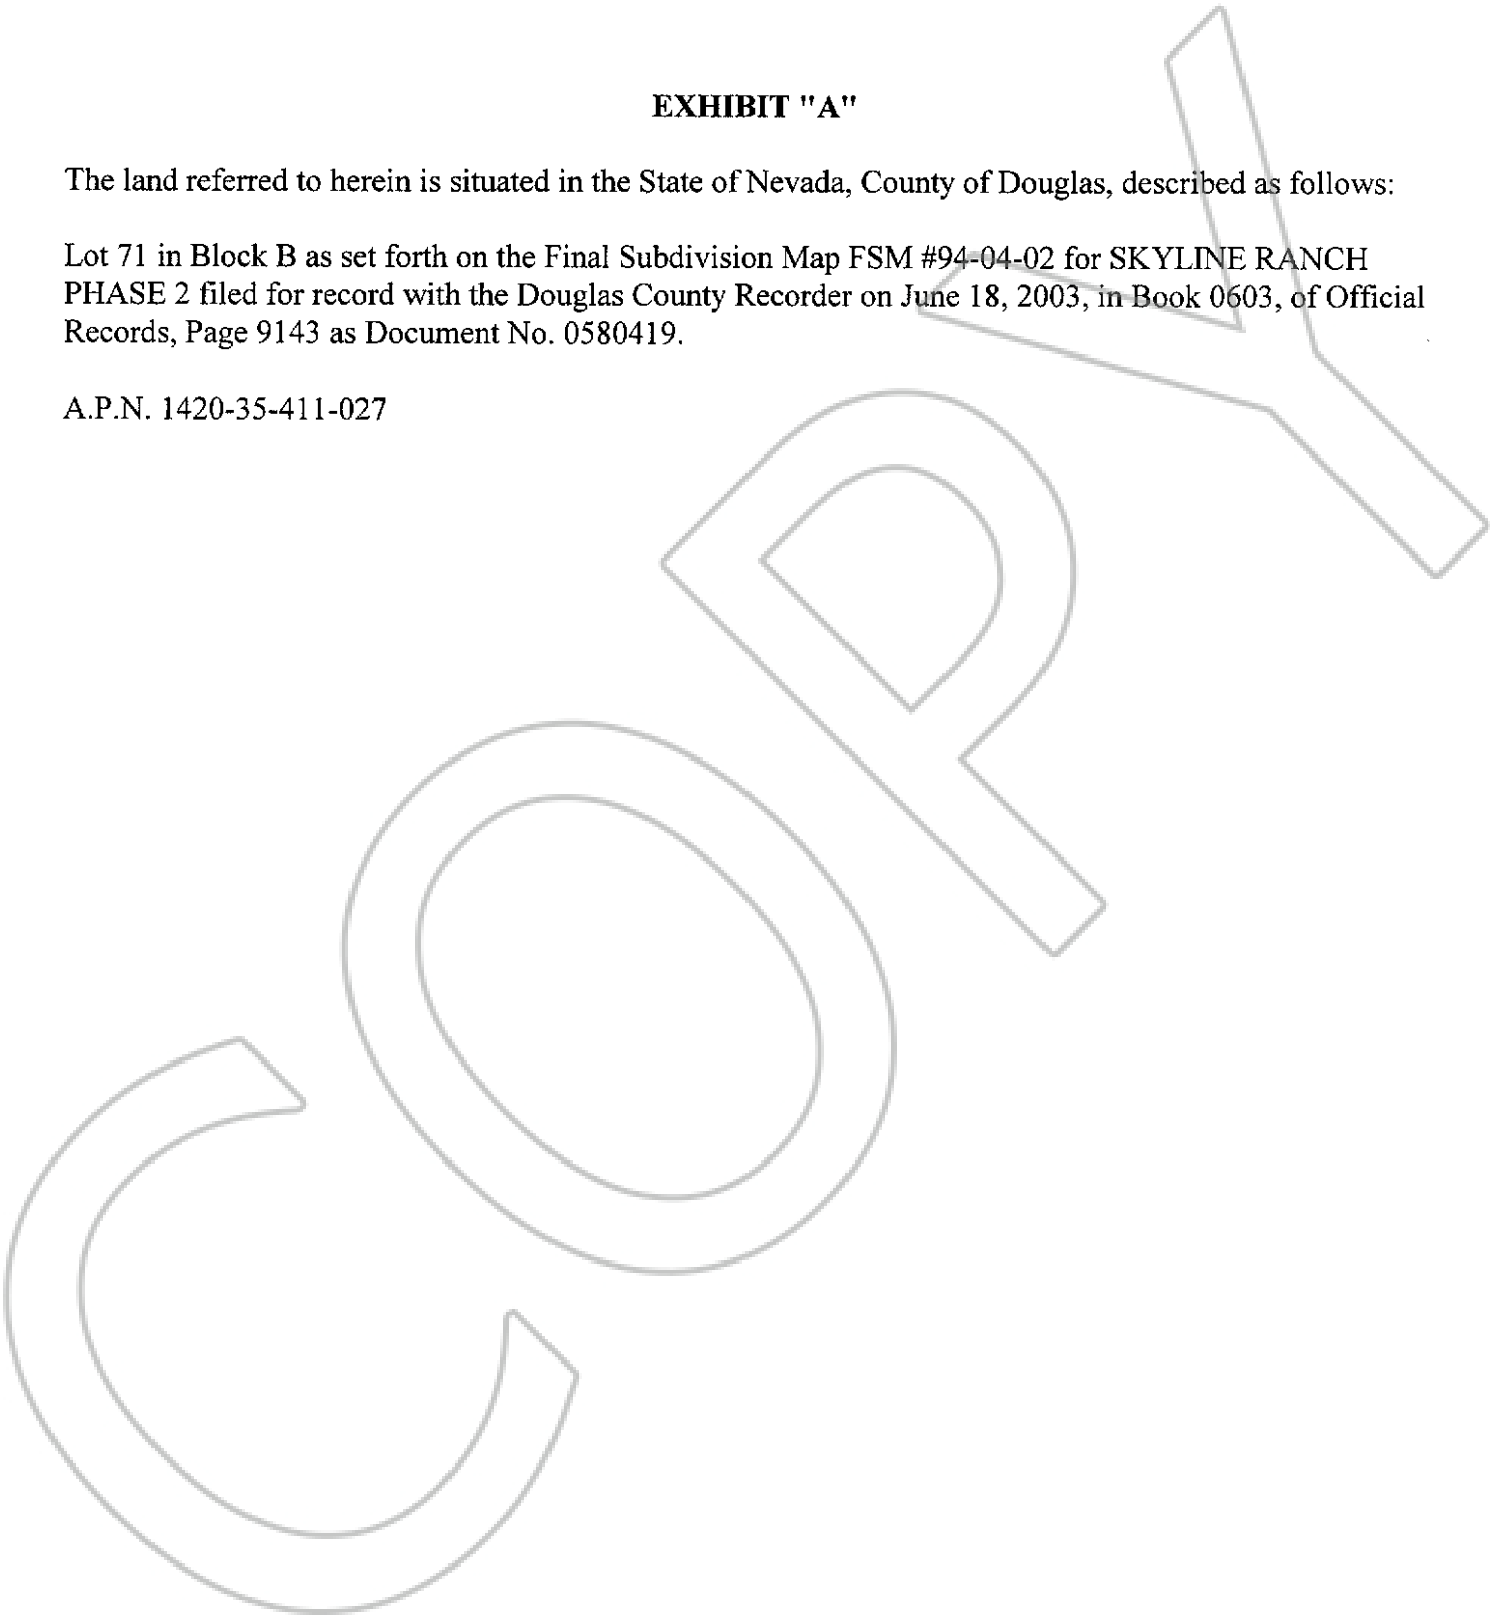 EXHIBIT "A"
The land referred to herein is situated in the State of Nevada, County of Douglas, described as follows:
Lot 71 in Block B as set forth on the Final Subdivision Map FSM #94-04-02 for SKYLINE RANCH
PHASE 2 filed for record with the Douglas County Recorder on June 18, 2003, in Book 0603, of Official
Records, Page 9143 as Document No. 0580419.
A.P.N. 1420-35-411-027
COPY